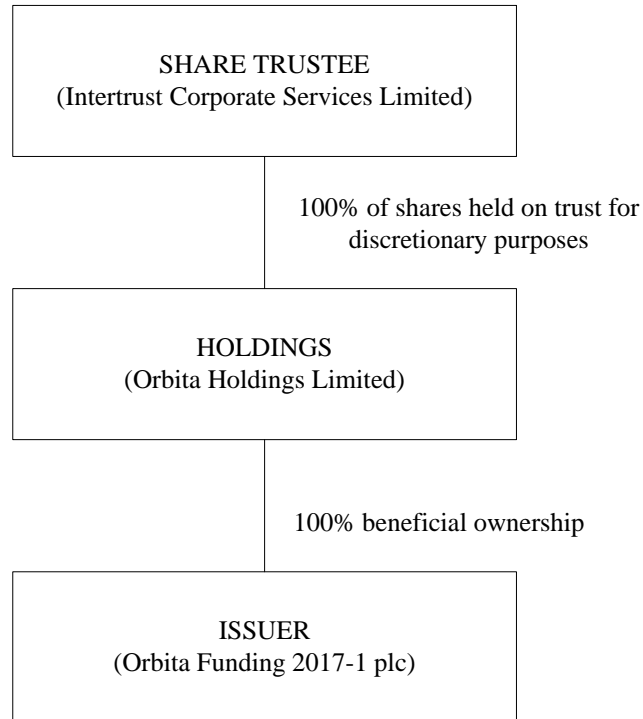 SHARE TRUSTEE
(Intertrust Corporate Services Limited)
100% of shares held on trust for
discretionary purposes
HOLDINGS
(Orbita Holdings Limited)
100% beneficial ownership
ISSUER
(Orbita Funding 2017-1 plc)